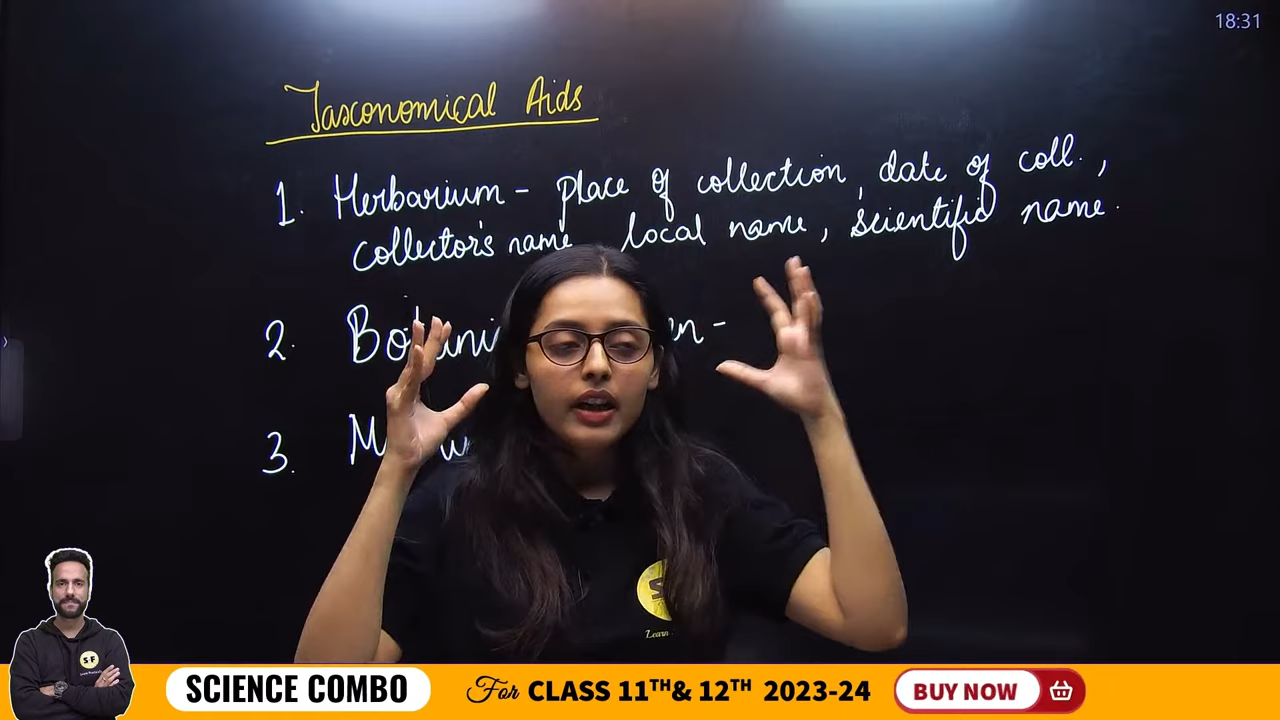 18:31
Taxonomical Aids
1. Herbarium - place of collection, date of coll.,
collector's name local name, scientific name.
2.
3.
SF
SCIENCE COMBO
For CLASS 11TH & 12TH 2023-24
BUY NOW